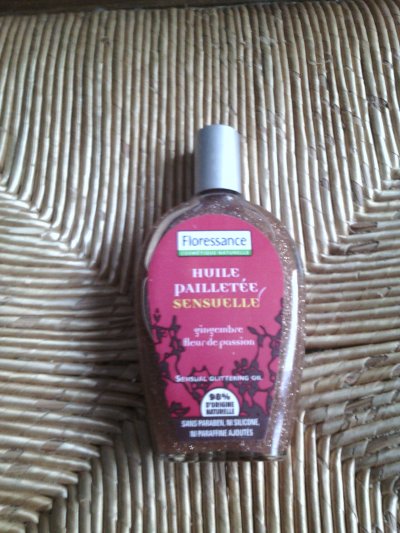 Floressance
COSMETIQUE NATURELLE
HUILE
PAILLETÉE
SENSUELLE
gingembre
fleur de passion
SENSUAL GLITTERING OIL
98%
D'ORIGINE
NATURELLE
SANS PARABEN, NI SILICONE,
NI PARAFFINE AJOUTÉS